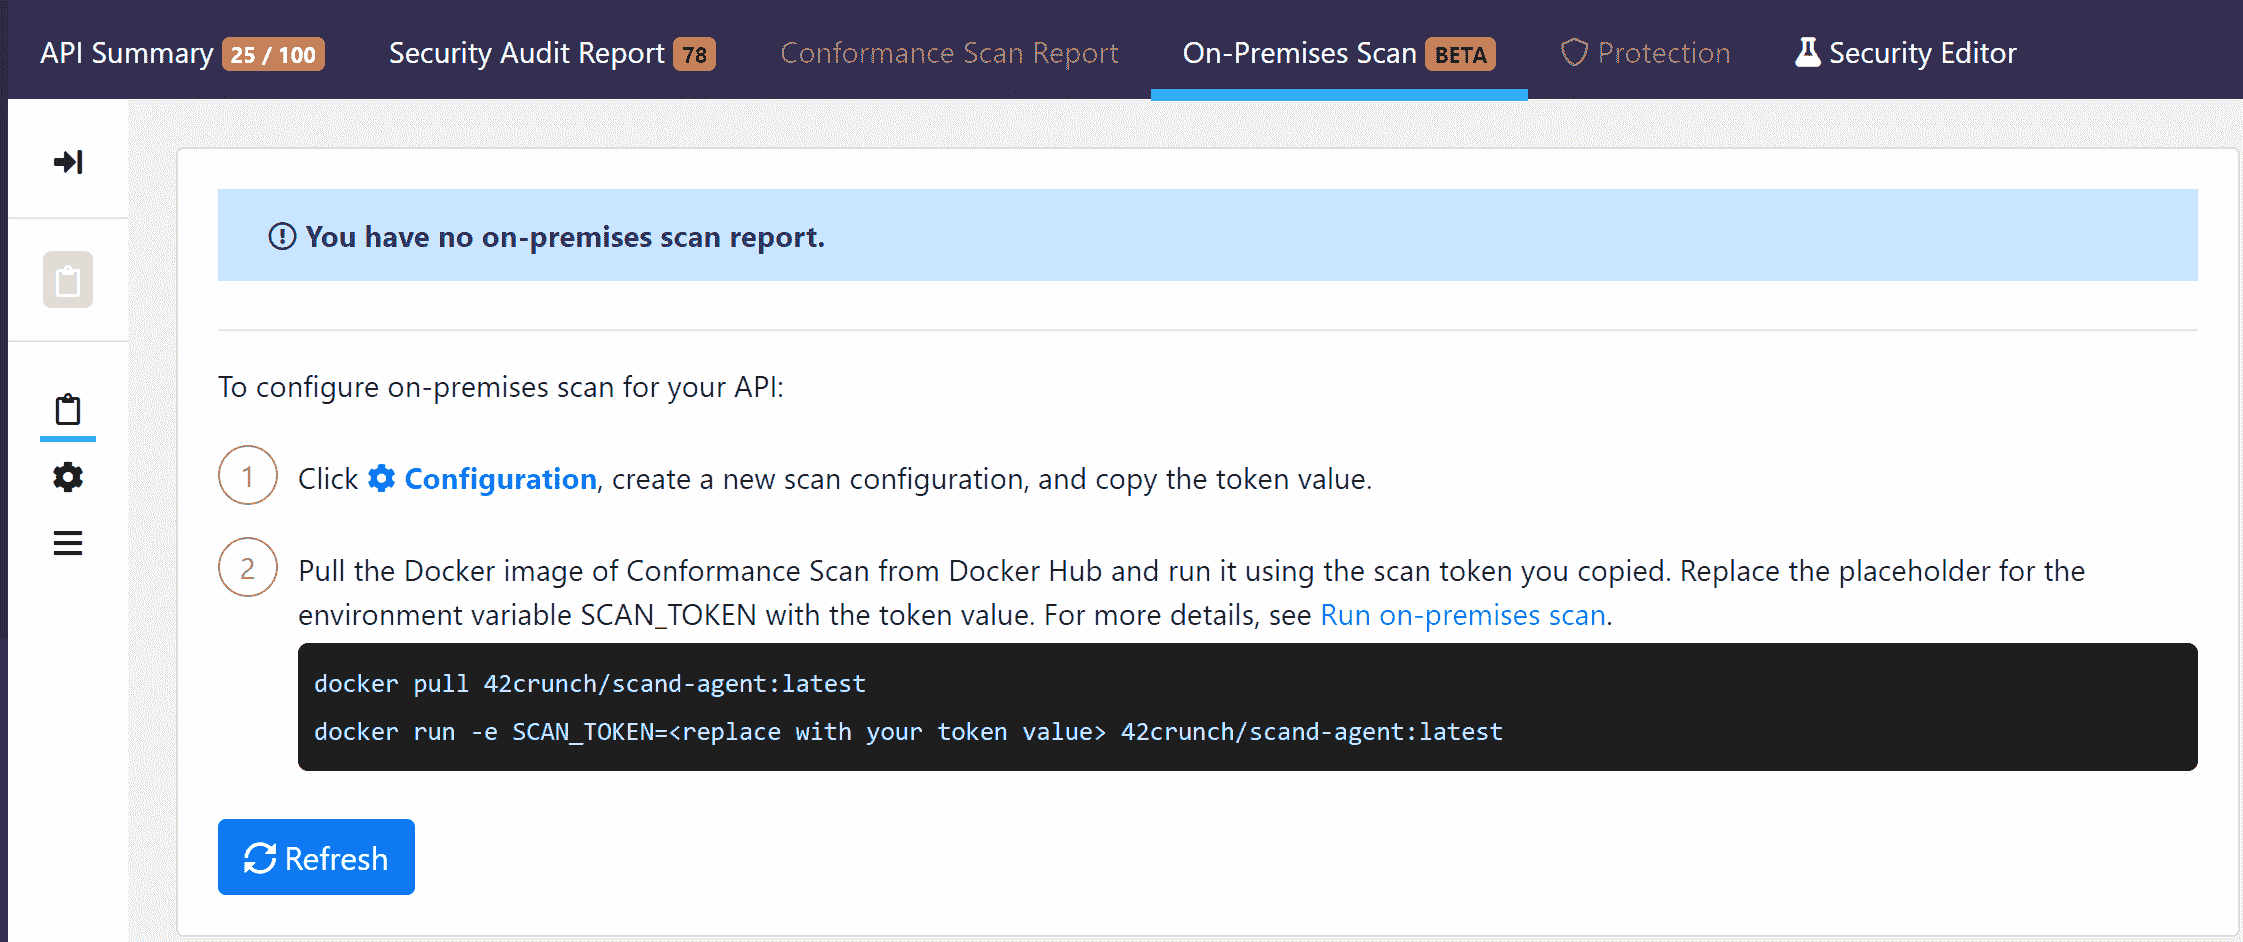 API Summary 25 / 100 Security Audit Report 78 Conformance Scan Report On-Premises Scan BETA Protection Security Editor
You have no on-premises scan report.
To configure on-premises scan for your API:
1 Click Configuration, create a new scan configuration, and copy the token value.
2 Pull the Docker image of Conformance Scan from Docker Hub and run it using the scan token you copied. Replace the placeholder for the
environment variable SCAN_TOKEN with the token value. For more details, see Run on-premises scan.
docker pull 42crunch/scand-agent:latest
docker run -e SCAN_TOKEN=<replace with your token value> 42crunch/scand-agent:latest
Refresh